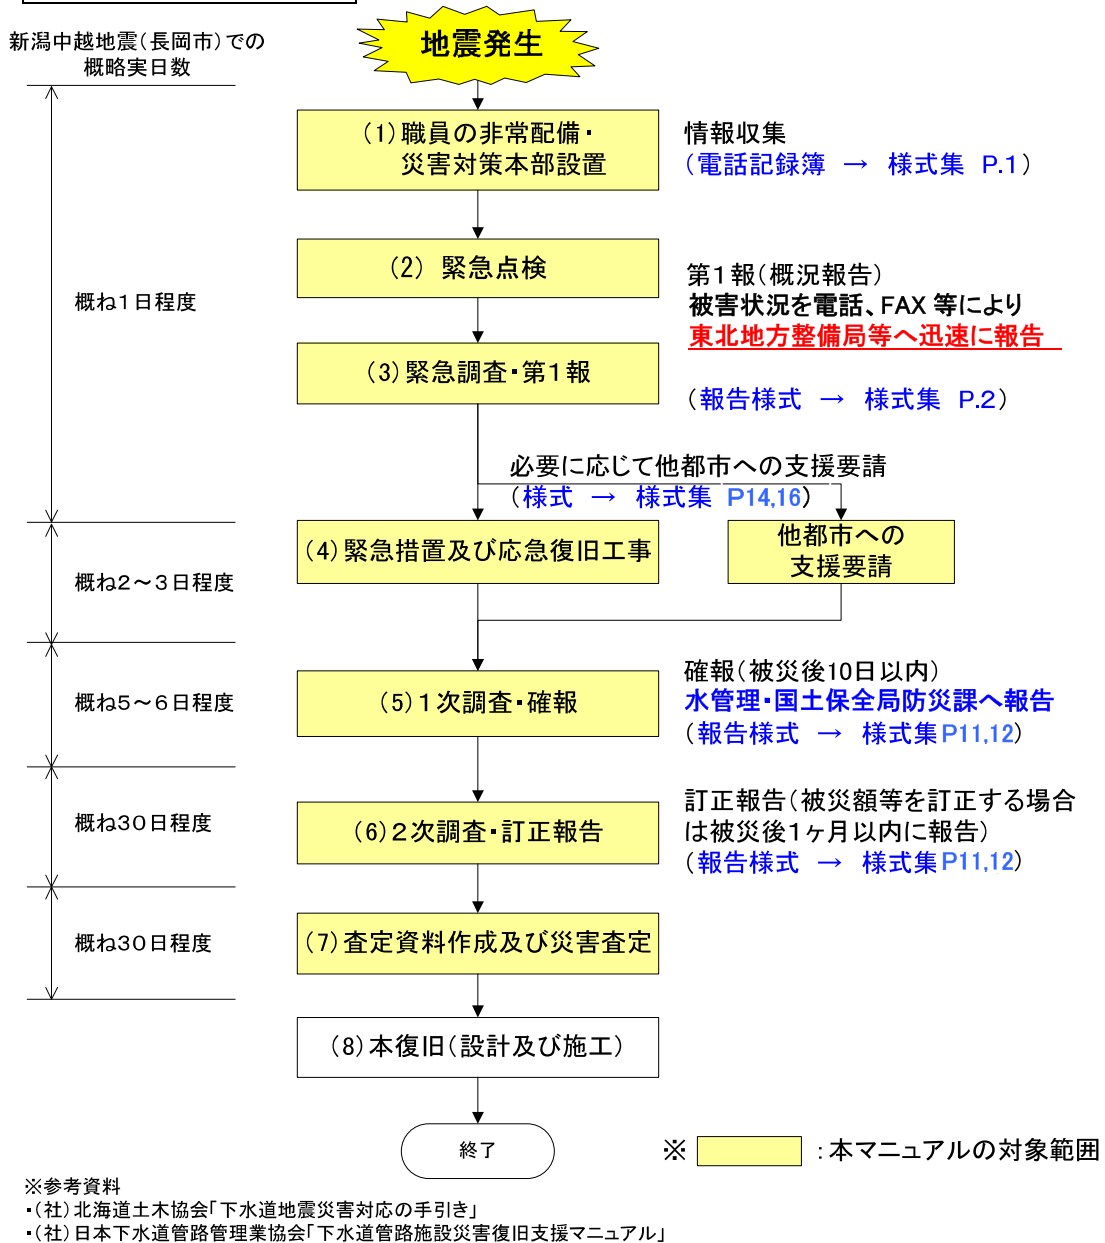 新潟中越地震(長岡市)での
概略実日数
地震発生
(1)職員の非常配備・
災害対策本部設置
情報収集
(電話記録簿 → 様式集 P.1)
(2) 緊急点検
概ね1日程度
第1報(概況報告)
被害状況を電話、FAX 等により
東北地方整備局等へ迅速に報告
(3)緊急調査・第1報
(報告様式 → 様式集 P.2)
必要に応じて他都市への支援要請
(様式 → 様式集 P14,16)
(4)緊急措置及び応急復旧工事
他都市への
支援要請
概ね2～3日程度
確報(被災後10日以内)
水管理・国土保全局防災課へ報告
(報告様式 → 様式集P11,12)
(5)1次調査・確報
概ね5～6日程度
訂正報告(被災額等を訂正する場合
は被災後1ヶ月以内に報告)
(報告様式 → 様式集P11,12)
(6)2次調査・訂正報告
概ね30日程度
(7)査定資料作成及び災害査定
概ね30日程度
(8)本復旧(設計及び施工)
終了
※ :本マニュアルの対象範囲
※参考資料
・(社)北海道土木協会「下水道地震災害対応の手引き」
・(社)日本下水道管路管理業協会「下水道管路施設災害復旧支援マニュアル」